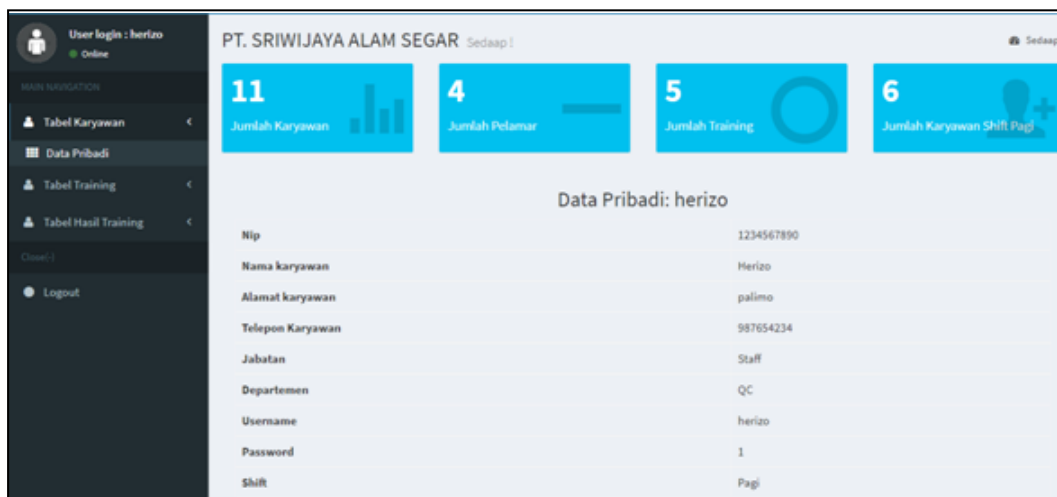 User login : herizo
Online
MAIN NAVIGATION
Tabel Karyawan
Data Pribadi
Tabel Training
Tabel Hasil Training
Close[-]
Logout
PT. SRIWIJAYA ALAM SEGAR Sedaap !
Sedaap
11
Jumlah Karyawan
4
Jumlah Pelamar
5
Jumlah Training
6
Jumlah Karyawan Shift Pagi
Data Pribadi: herizo
Nip 1234567890
Nama karyawan Herizo
Alamat karyawan palimo
Telepon Karyawan 987654234
Jabatan Staff
Departemen QC
Username herizo
Password 1
Shift Pagi